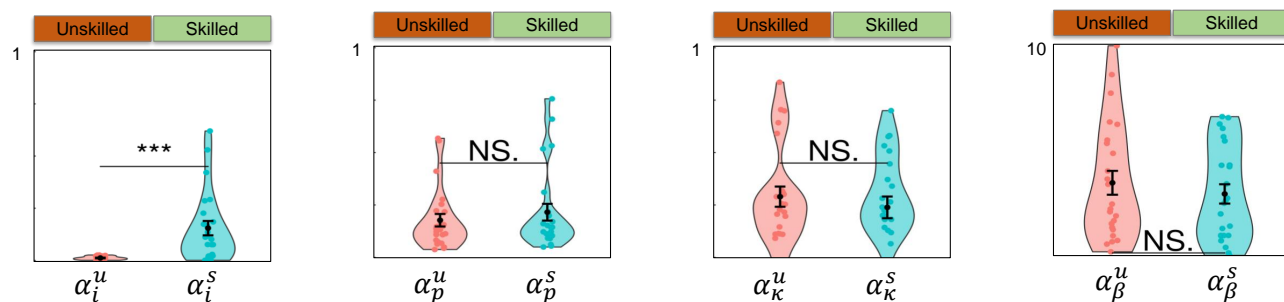 Unskilled Skilled
1
***
α_i^u α_i^s
Unskilled Skilled
1
NS.
α_p^u α_p^s
Unskilled Skilled
1
NS.
α_κ^u α_κ^s
Unskilled Skilled
10
NS.
α_β^u α_β^s